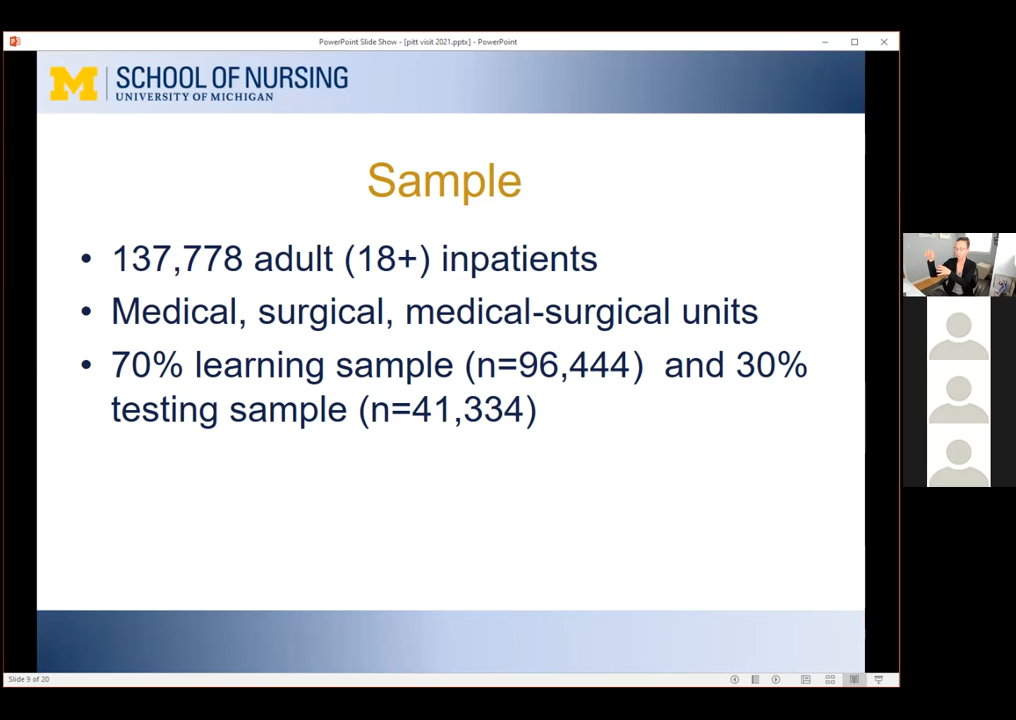 PowerPoint Slide Show - [pitt visit 2021.pptx] - PowerPoint
M SCHOOL OF NURSING
UNIVERSITY OF MICHIGAN
Sample
• 137,778 adult (18+) inpatients
• Medical, surgical, medical-surgical units
• 70% learning sample (n=96,444) and 30%
testing sample (n=41,334)
Slide 9 of 20